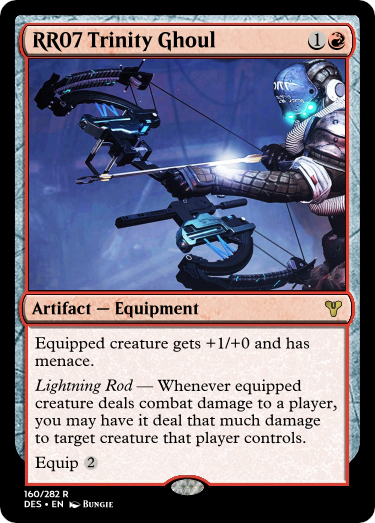 RR07 Trinity Ghoul 1
Artifact — Equipment
Equipped creature gets +1/+0 and has
menace.
Lightning Rod — Whenever equipped
creature deals combat damage to a player,
you may have it deal that much damage
to target creature that player controls.
Equip 2
160/282 R
DES • EN Bungie